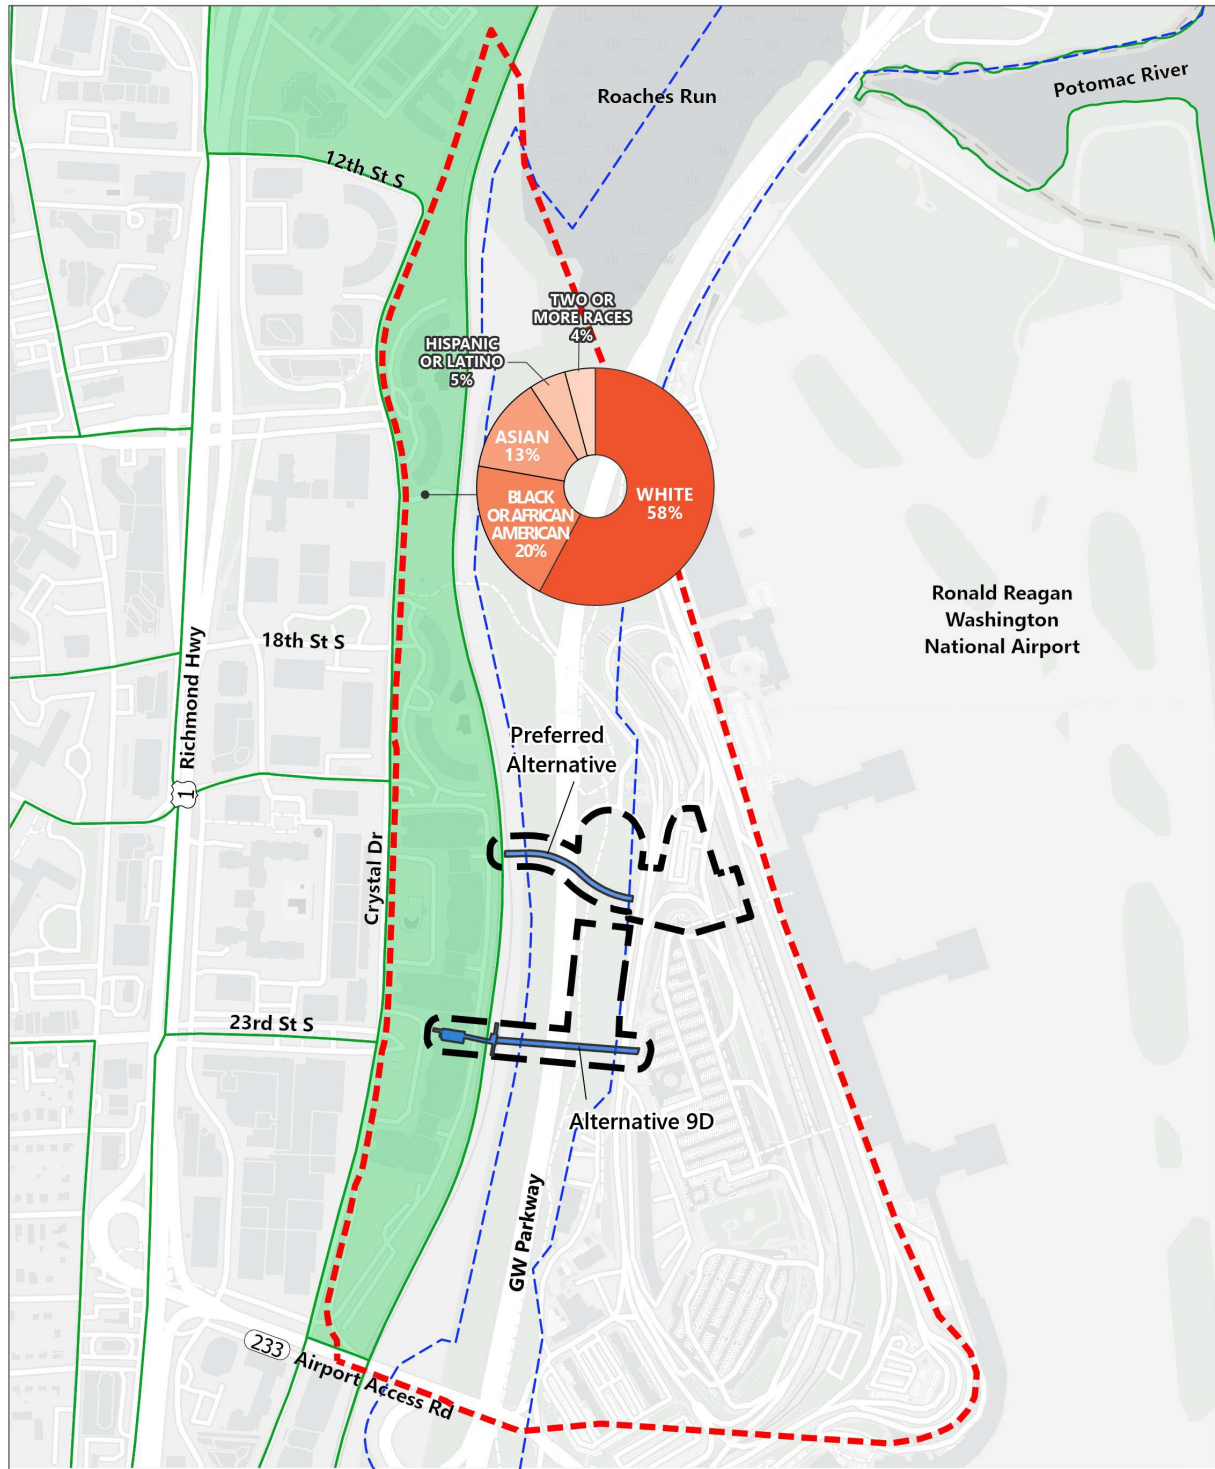 Roaches Run
Potomac River
12th St S
TWO OR
MORE RACES
4%
HISPANIC
OR LATINO
5%
ASIAN
13%
BLACK
OR AFRICAN
AMERICAN
20%
WHITE
58%
Ronald Reagan
Washington
National Airport
18th St S
Richmond Hwy
1
Preferred
Alternative
Crystal Dr
23rd St S
Alternative 9D
GW Parkway
233
Airport Access Rd